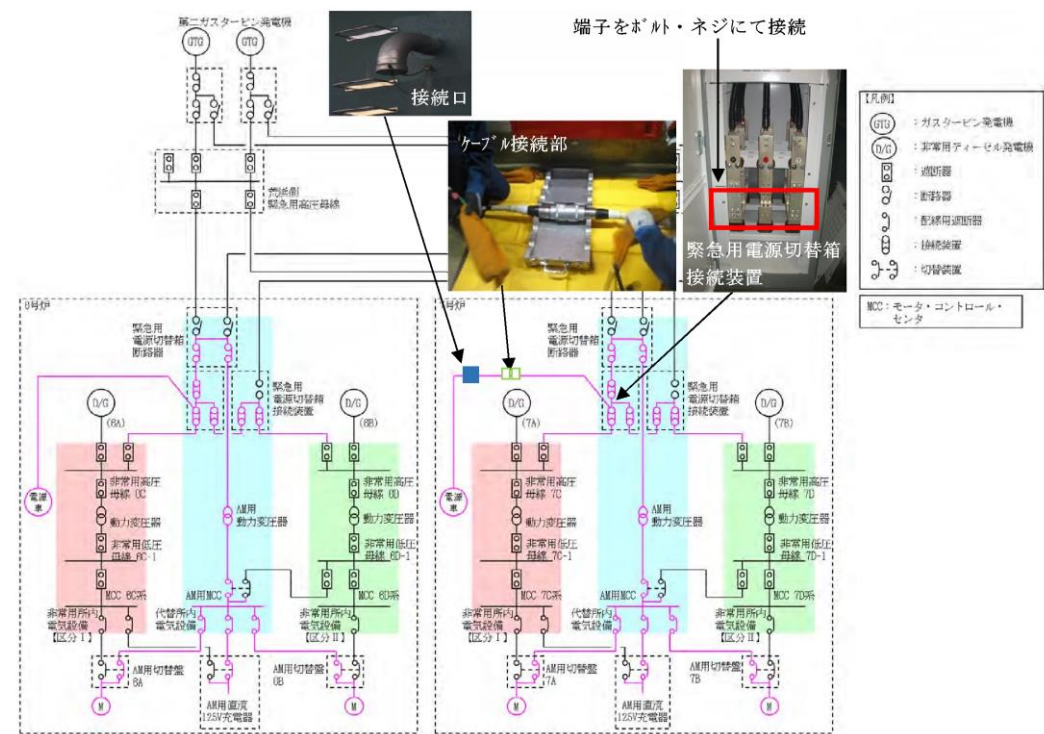 第二ガスタービン発電機
GTG
GTG
接続口
ケーブル接続部
端子をボルト・ネジにて接続
緊急用電源切替箱
接続装置
【凡例】
GTG
：ガスタービン発電機
D/G
：非常用ディーゼル発電機
：遮断器
：断路器
：配線用遮断器
：接続装置
：切替装置
MCC：モータ・コントロール・
センタ
荒浜側
緊急用高圧母線
6号炉
緊急用
電源切替箱
断路器
緊急用
電源切替箱
接続装置
D/G
(6A)
D/G
(6B)
電源
車
非常用高圧
母線 6C
動力変圧器
非常用低圧
母線 6C-1
MCC 6C系
非常用所内
電気設備
【区分Ⅰ】
AM用
動力変圧器
AM用MCC
代替所内
電気設備
非常用高圧
母線 6D
動力変圧器
非常用低圧
母線 6D-1
MCC 6D系
非常用所内
電気設備
【区分Ⅱ】
AM用切替盤
6A
AM用切替盤
6B
M
AM用直流
125V充電器
M
号炉
緊急用
電源切替箱
断路器
緊急用
電源切替箱
接続装置
D/G
(7A)
D/G
(7B)
電源
車
非常用高圧
母線 7C
動力変圧器
非常用低圧
母線 7C-1
MCC 7C系
非常用所内
電気設備
【区分Ⅰ】
AM用
動力変圧器
AM用MCC
代替所内
電気設備
非常用高圧
母線 7D
動力変圧器
非常用低圧
母線 7D-1
MCC 7D系
非常用所内
電気設備
【区分Ⅱ】
AM用切替盤
7A
AM用切替盤
7B
M
AM用直流
125V充電器
M